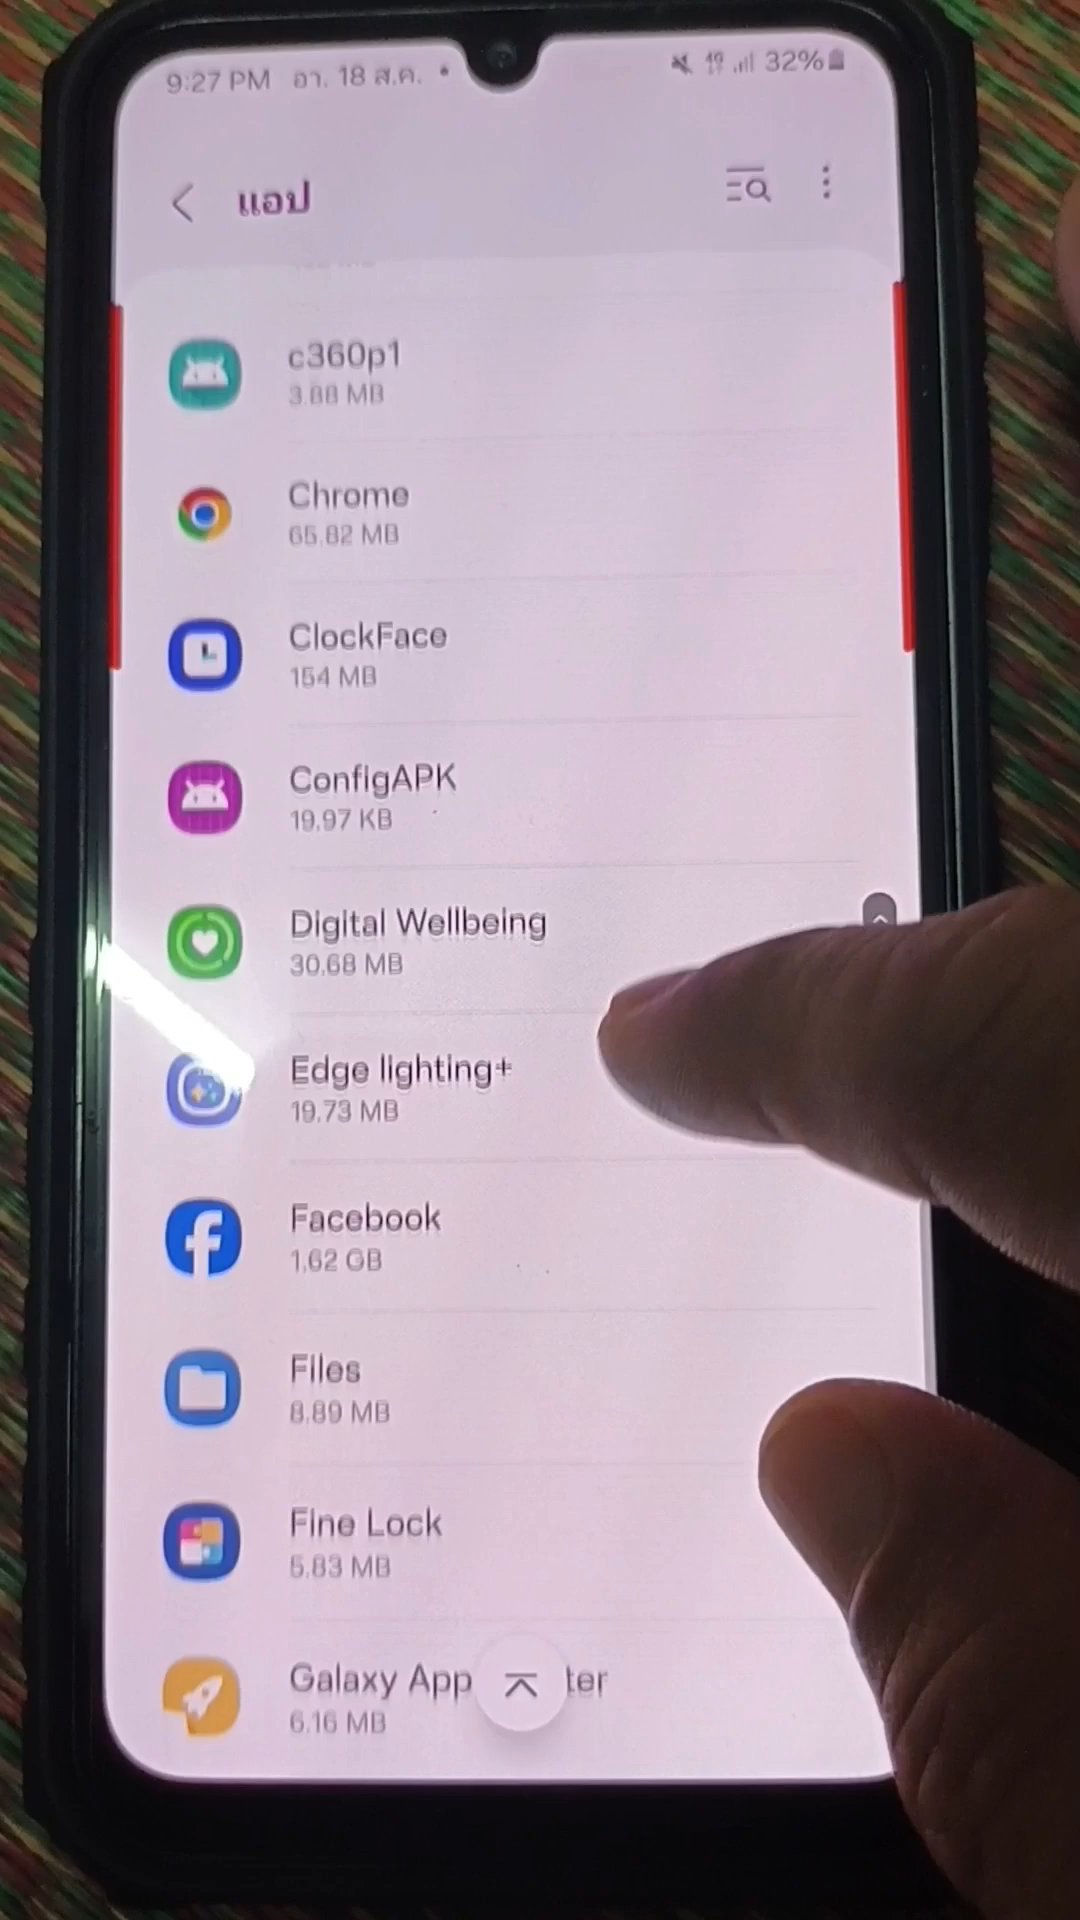 9:27 PM อา. 18 ส.ค. 32%
แอป
c360p1
3.88 MB
Chrome
65.82 MB
ClockFace
154 MB
ConfigAPK
19.97 KB
Digital Wellbeing
30.68 MB
Edge lighting+
19.73 MB
Facebook
1.62 GB
Files
8.89 MB
Fine Lock
5.83 MB
Galaxy App ter
6.16 MB